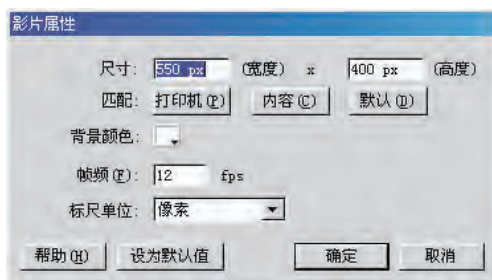 影片属性
尺寸: 550 px (宽度) x 400 px (高度)
匹配: 打印机(P) 内容(C) 默认(D)
背景颜色:
帧频(F): 12 fps
标尺单位: 像素
帮助(H) 设为默认值 确定 取消